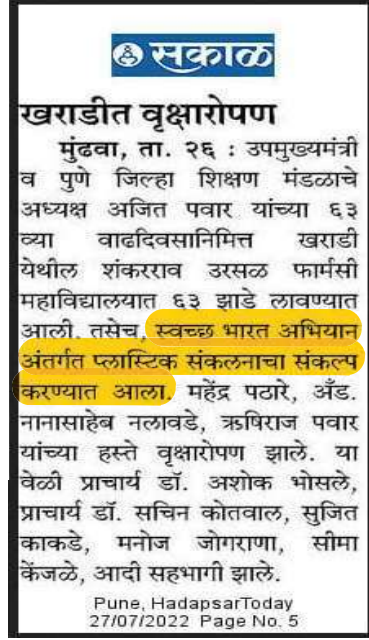 सकाळ
खराडीत वृक्षारोपण
मुंढवा, ता. २६ : उपमुख्यमंत्री
व पुणे जिल्हा शिक्षण मंडळाचे
अध्यक्ष अजित पवार यांच्या ६३
व्या वाढदिवसानिमित्त खराडी
येथील शंकरराव उरसळ फार्मसी
महाविद्यालयात ६३ झाडे लावण्यात
आली. तसेच, स्वच्छ भारत अभियान
अंतर्गत प्लास्टिक संकलनाचा संकल्प
करण्यात आला. महेंद्र पठारे, अँड.
नानासाहेब नलावडे, ऋषिराज पवार
यांच्या हस्ते वृक्षारोपण झाले. या
वेळी प्राचार्य डॉ. अशोक भोसले,
प्राचार्य डॉ. सचिन कोतवाल, सुजित
काकडे, मनोज जोगराणा, सीमा
केंजळे, आदी सहभागी झाले.
Pune, HadapsarToday
27/07/2022 Page No. 5